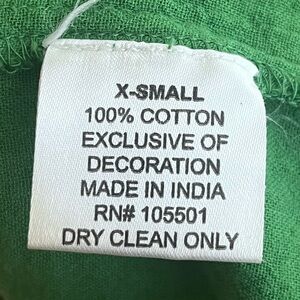 X-SMALL
100% COTTON
EXCLUSIVE OF
DECORATION
MADE IN INDIA
RN# 105501
DRY CLEAN ONLY